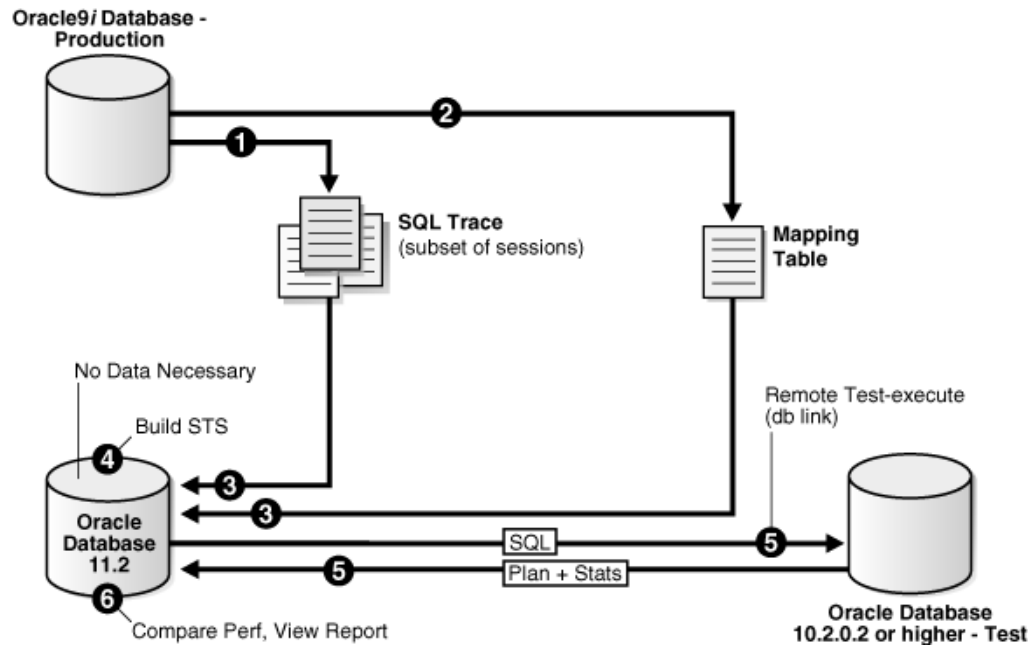 Oracle9i Database -
Production
2
1
SQL Trace
(subset of sessions)
Mapping
Table
No Data Necessary
Remote Test-execute
(db link)
Build STS
4
3
3
Oracle
Database
11.2
SQL
5
5
Plan + Stats
6
Compare Perf, View Report
Oracle Database
10.2.0.2 or higher - Test